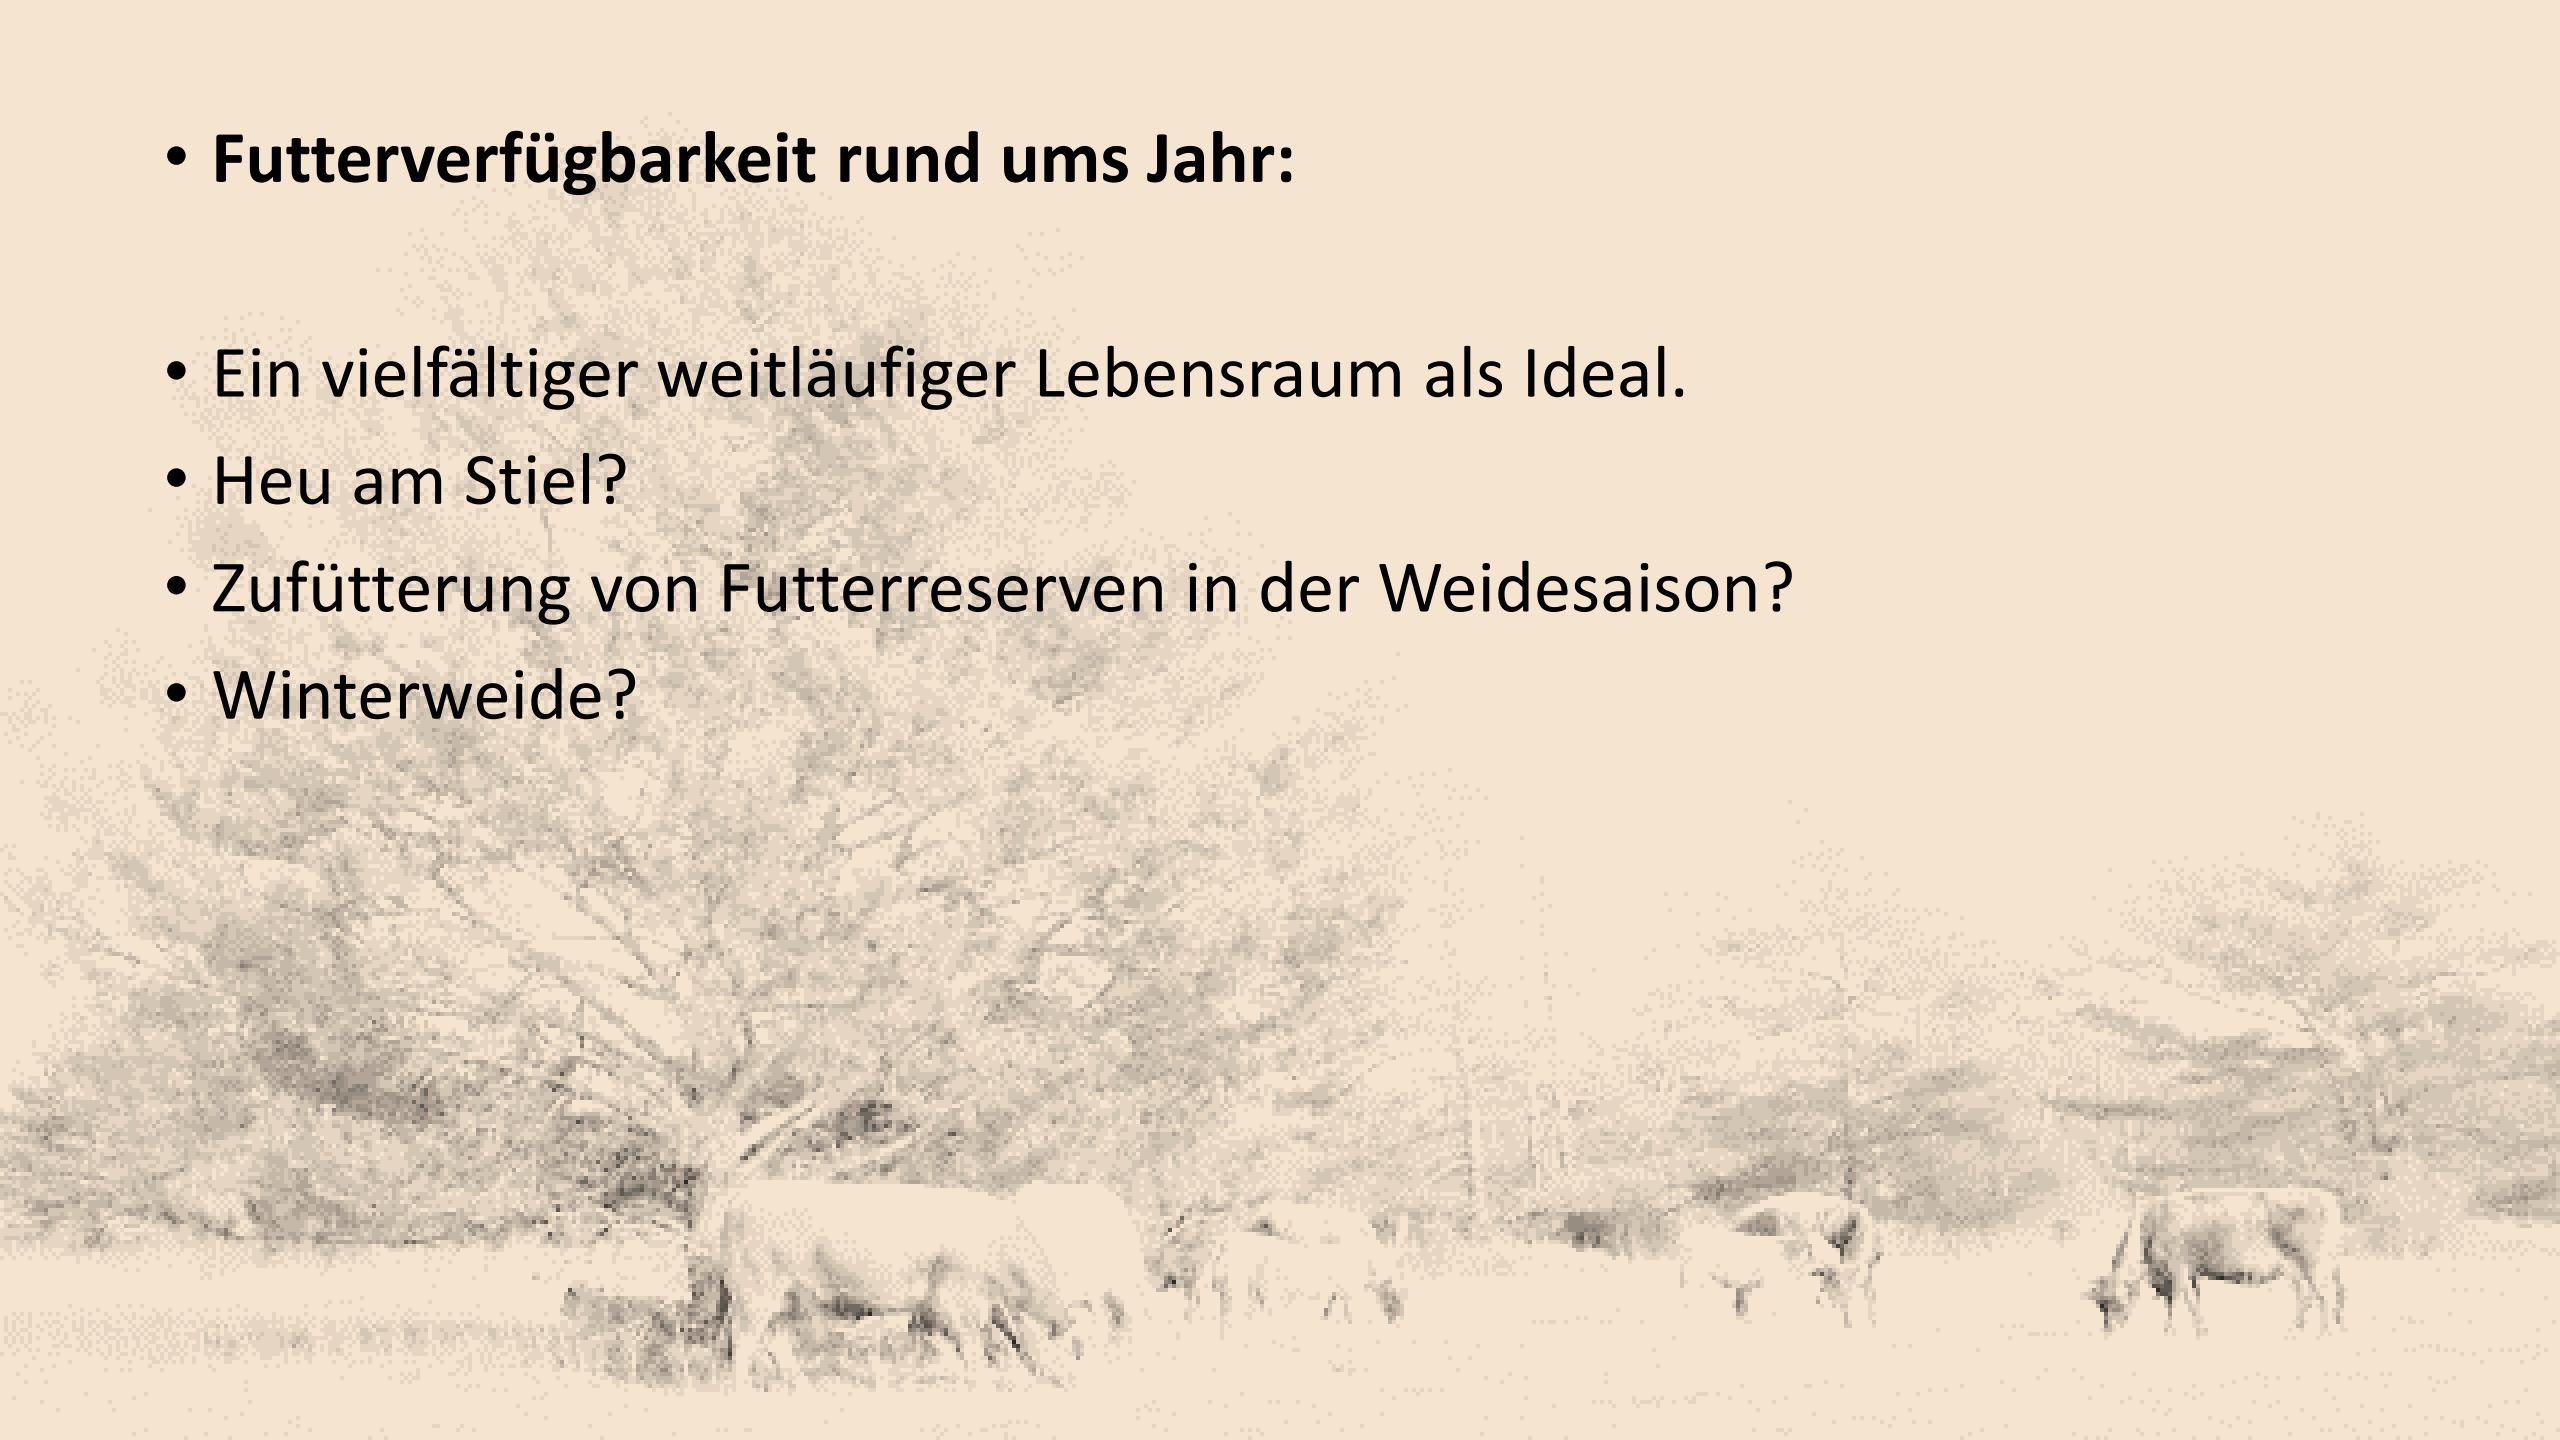 • Futterverfügbarkeit rund ums Jahr:
• Ein vielfältiger weitläufiger Lebensraum als Ideal.
• Heu am Stiel?
• Zufütterung von Futterreserven in der Weidesaison?
• Winterweide?